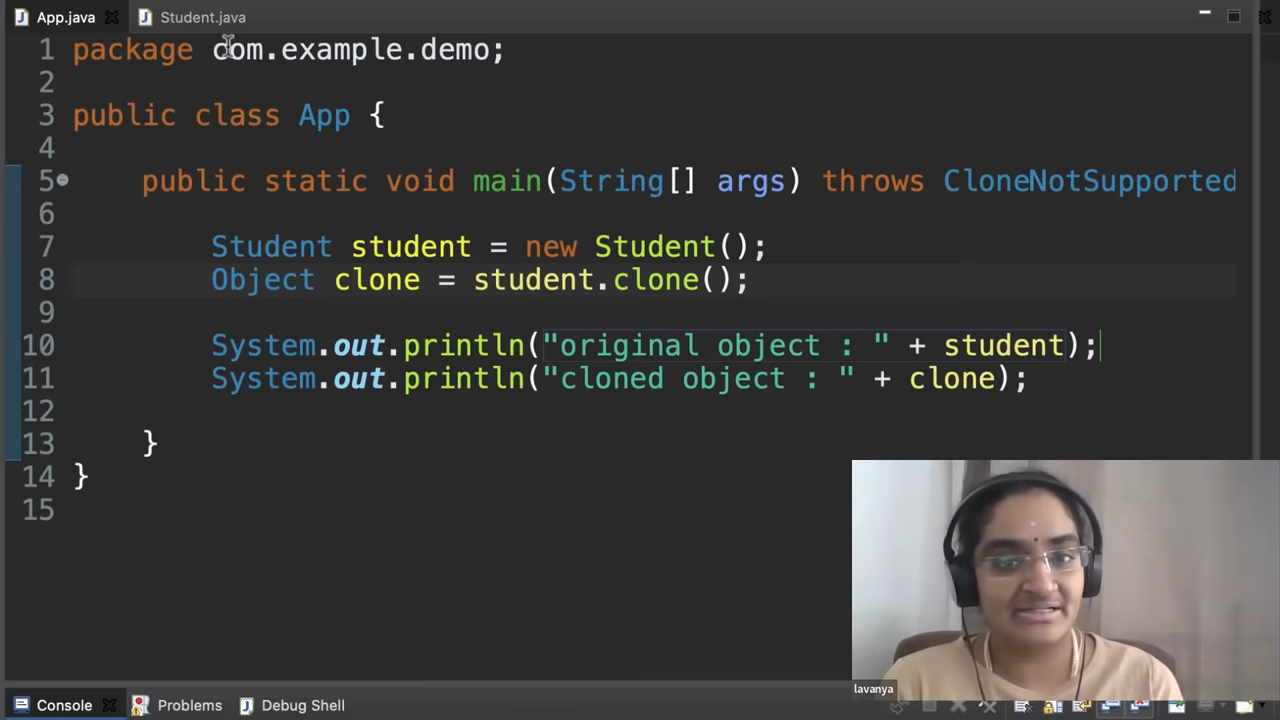 App.java Student.java
1 package com.example.demo;
2
3 public class App {
4
5 public static void main(String[] args) throws CloneNotSupported
6
7 Student student = new Student();
8 Object clone = student.clone();
9
10 System.out.println("original object : " + student);
11 System.out.println("cloned object : " + clone);
12
13 }
14 }
15
lavanya
Console Problems Debug Shell